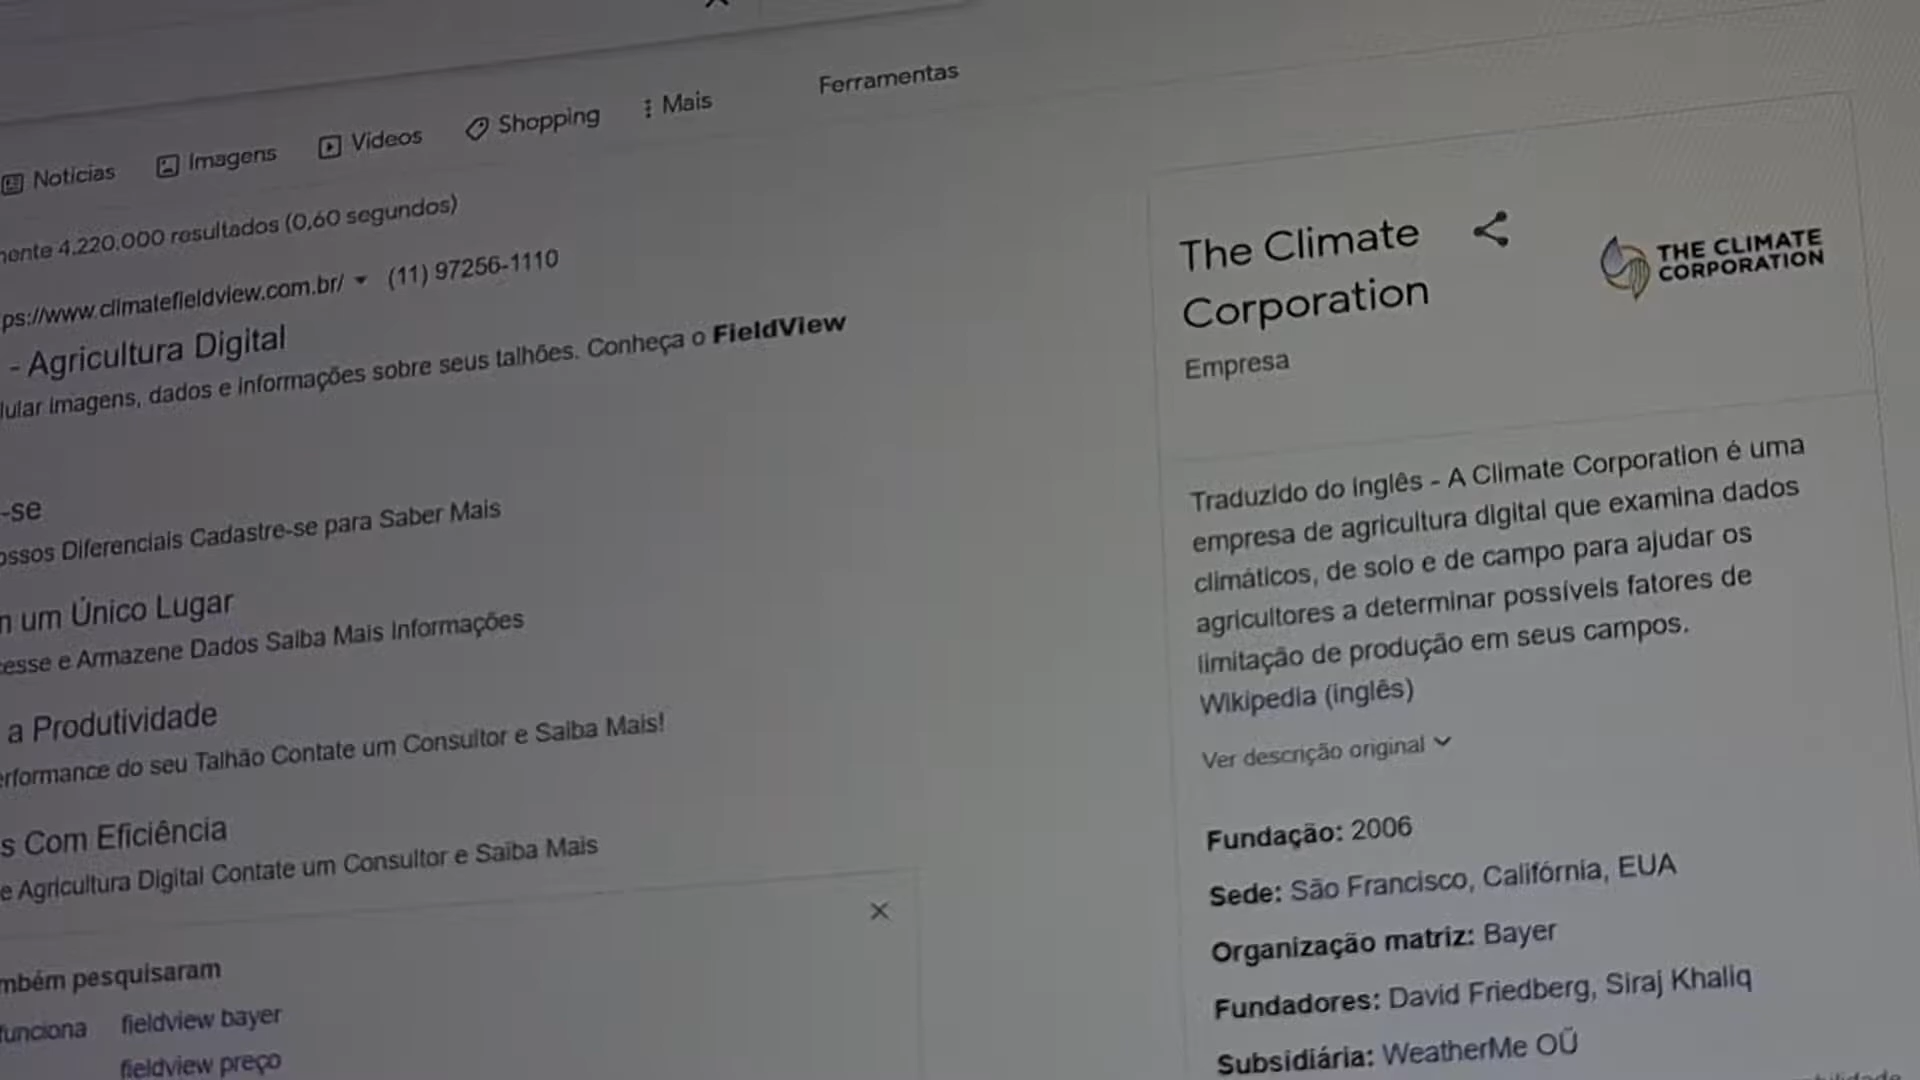 Notícias
Imagens
Vídeos
Shopping
Mais
Ferramentas
4.220.000 resultados (0,60 segundos)
ps://www.climatefieldview.com.br/ (11) 97256-1110
- Agricultura Digital
lular imagens, dados e informações sobre seus talhões. Conheça o FieldView
-se
ossos Diferenciais Cadastre-se para Saber Mais
um Único Lugar
esse e Armazene Dados Saiba Mais Informações
a Produtividade
erformance do seu Talhão Contate um Consultor e Saiba Mais!
s Com Eficiência
e Agricultura Digital Contate um Consultor e Saiba Mais
mbém pesquisaram
funciona
fieldview bayer
fieldview preço
The Climate
Corporation
Empresa
THE CLIMATE
CORPORATION
Traduzido do inglês - A Climate Corporation é uma
empresa de agricultura digital que examina dados
climáticos, de solo e de campo para ajudar os
agricultores a determinar possíveis fatores de
limitação de produção em seus campos.
Wikipedia (inglês)
Ver descrição original
Fundação: 2006
Sede: São Francisco, Califórnia, EUA
Organização matriz: Bayer
Fundadores: David Friedberg, Siraj Khaliq
Subsidiária: WeatherMe OÜ